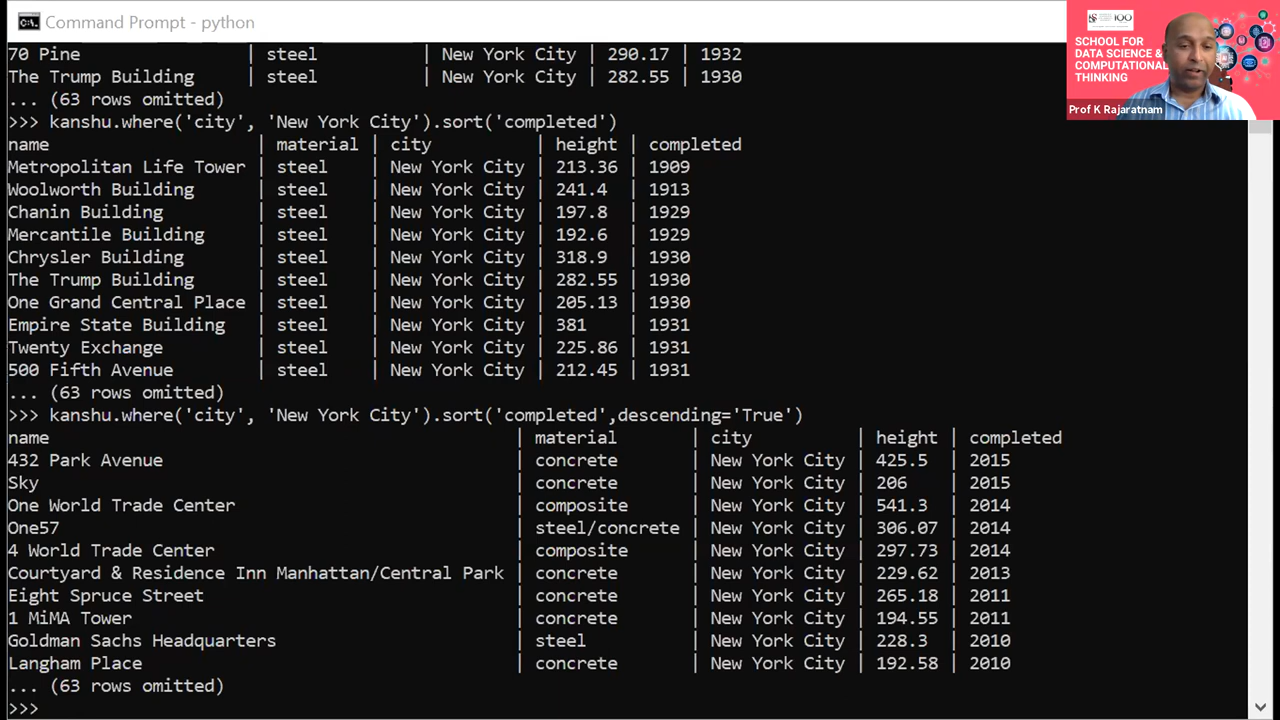 Command Prompt - python
70 Pine | steel | New York City | 290.17 | 1932
The Trump Building | steel | New York City | 282.55 | 1930
... (63 rows omitted)
>>> kanshu.where('city', 'New York City').sort('completed')
name | material | city | height | completed
Metropolitan Life Tower | steel | New York City | 213.36 | 1909
Woolworth Building | steel | New York City | 241.4 | 1913
Chanin Building | steel | New York City | 197.8 | 1929
Mercantile Building | steel | New York City | 192.6 | 1929
Chrysler Building | steel | New York City | 318.9 | 1930
The Trump Building | steel | New York City | 282.55 | 1930
One Grand Central Place | steel | New York City | 205.13 | 1930
Empire State Building | steel | New York City | 381 | 1931
Twenty Exchange | steel | New York City | 225.86 | 1931
500 Fifth Avenue | steel | New York City | 212.45 | 1931
... (63 rows omitted)
>>> kanshu.where('city', 'New York City').sort('completed',descending='True')
name | material | city | height | completed
432 Park Avenue | concrete | New York City | 425.5 | 2015
Sky | concrete | New York City | 206 | 2015
One World Trade Center | composite | New York City | 541.3 | 2014
One57 | steel/concrete | New York City | 306.07 | 2014
4 World Trade Center | composite | New York City | 297.73 | 2014
Courtyard & Residence Inn Manhattan/Central Park | concrete | New York City | 229.62 | 2013
Eight Spruce Street | concrete | New York City | 265.18 | 2011
1 MiMA Tower | concrete | New York City | 194.55 | 2011
Goldman Sachs Headquarters | steel | New York City | 228.3 | 2010
Langham Place | concrete | New York City | 192.58 | 2010
... (63 rows omitted)
>>>
100
SCHOOL FOR
DATA SCIENCE &
COMPUTATIONAL
THINKING
Prof K Rajaratnam